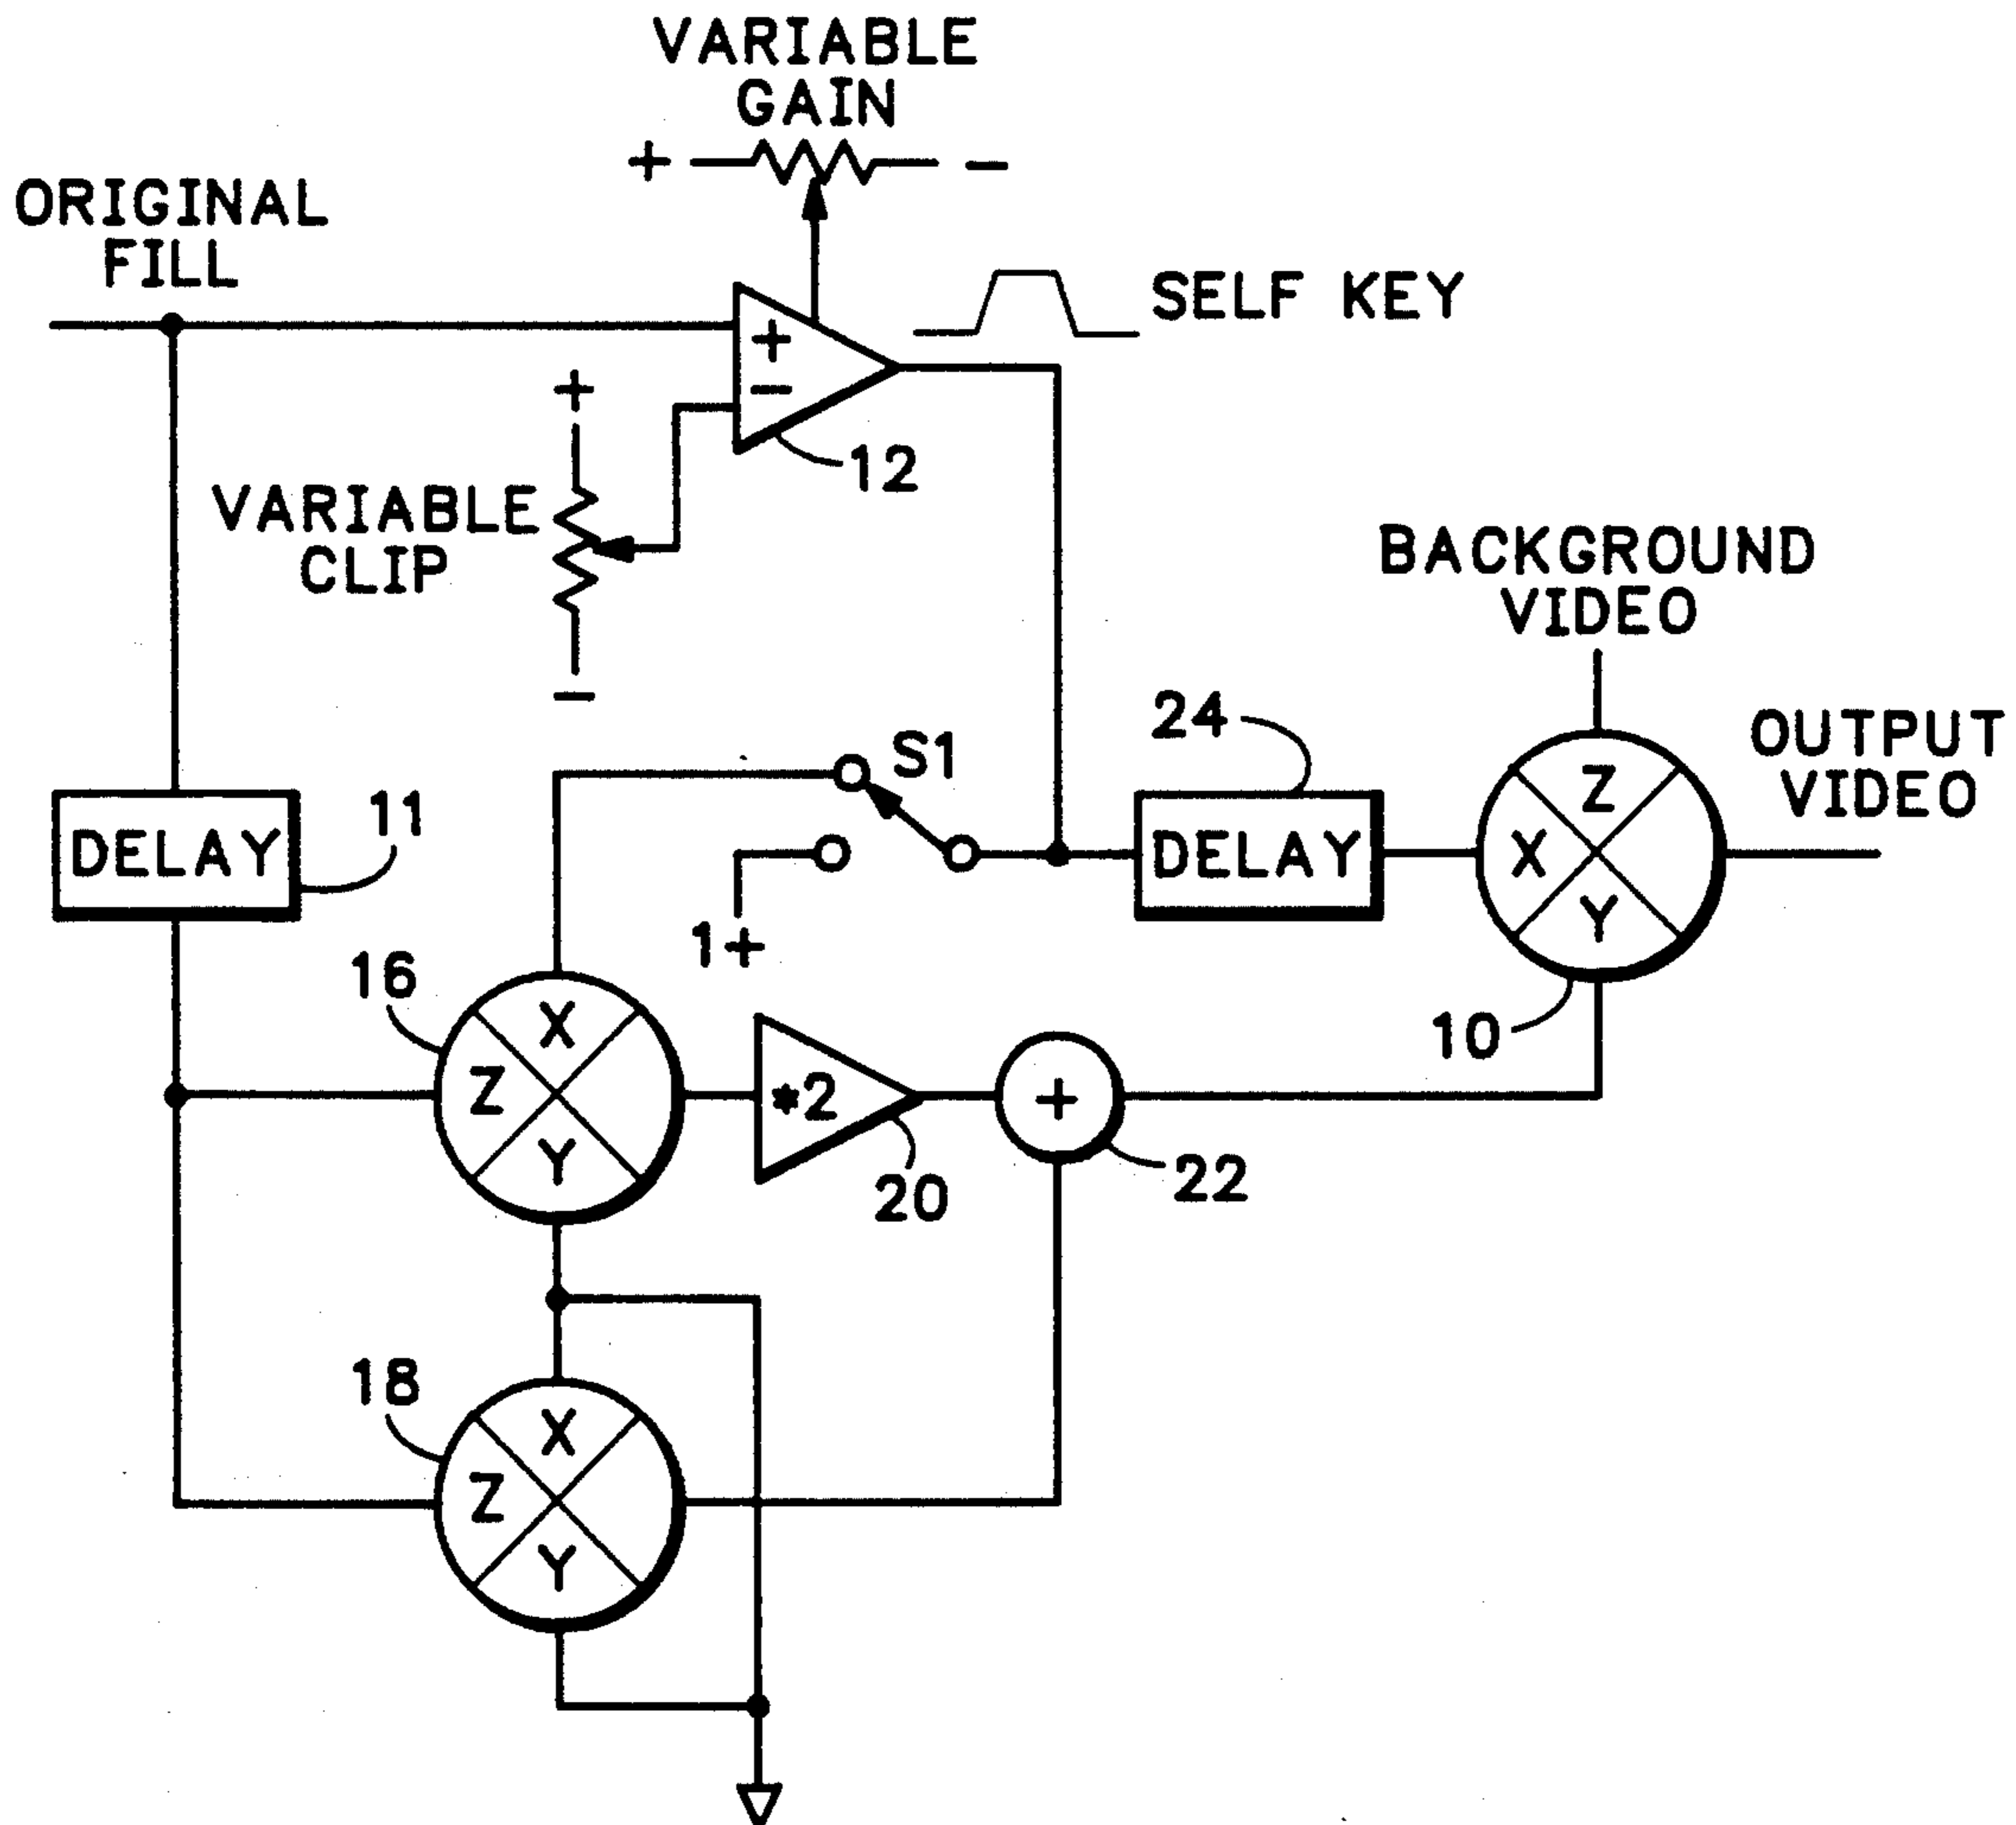 VARIABLE
GAIN
+ -
ORIGINAL
FILL
SELF KEY
+
-
12
+
VARIABLE
CLIP
-
BACKGROUND
VIDEO
24
OUTPUT
VIDEO
S1
11
DELAY
DELAY
Z
X
Y
1+
16
10
X
Z
Y
*2
+
20
22
18
X
Z
Y